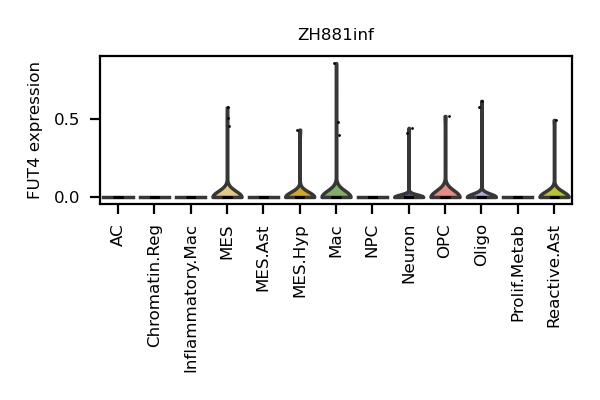 ZH881inf
FUT4 expression
0.5
0.0
AC
Chromatin.Reg
Inflammatory.Mac
MES
MES.Ast
MES.Hyp
Mac
NPC
Neuron
OPC
Oligo
Prolif.Metab
Reactive.Ast